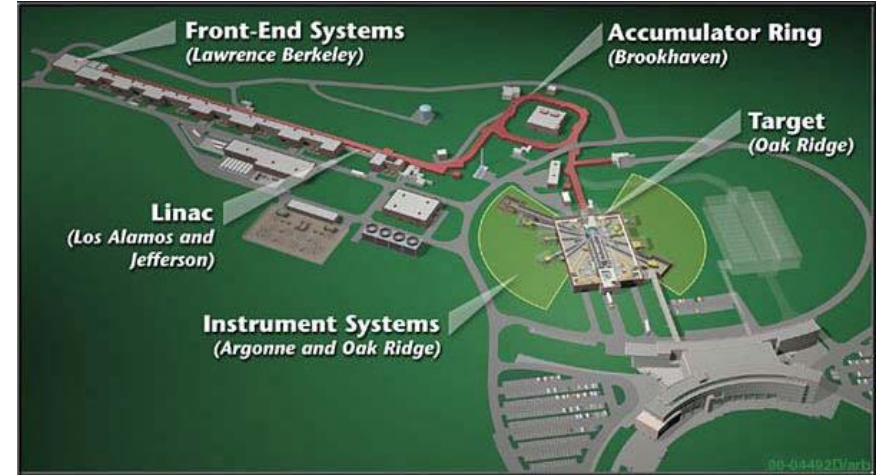 Front-End Systems
(Lawrence Berkeley)
Accumulator Ring
(Brookhaven)
Target
(Oak Ridge)
Linac
(Los Alamos and
Jefferson)
Instrument Systems
(Argonne and Oak Ridge)